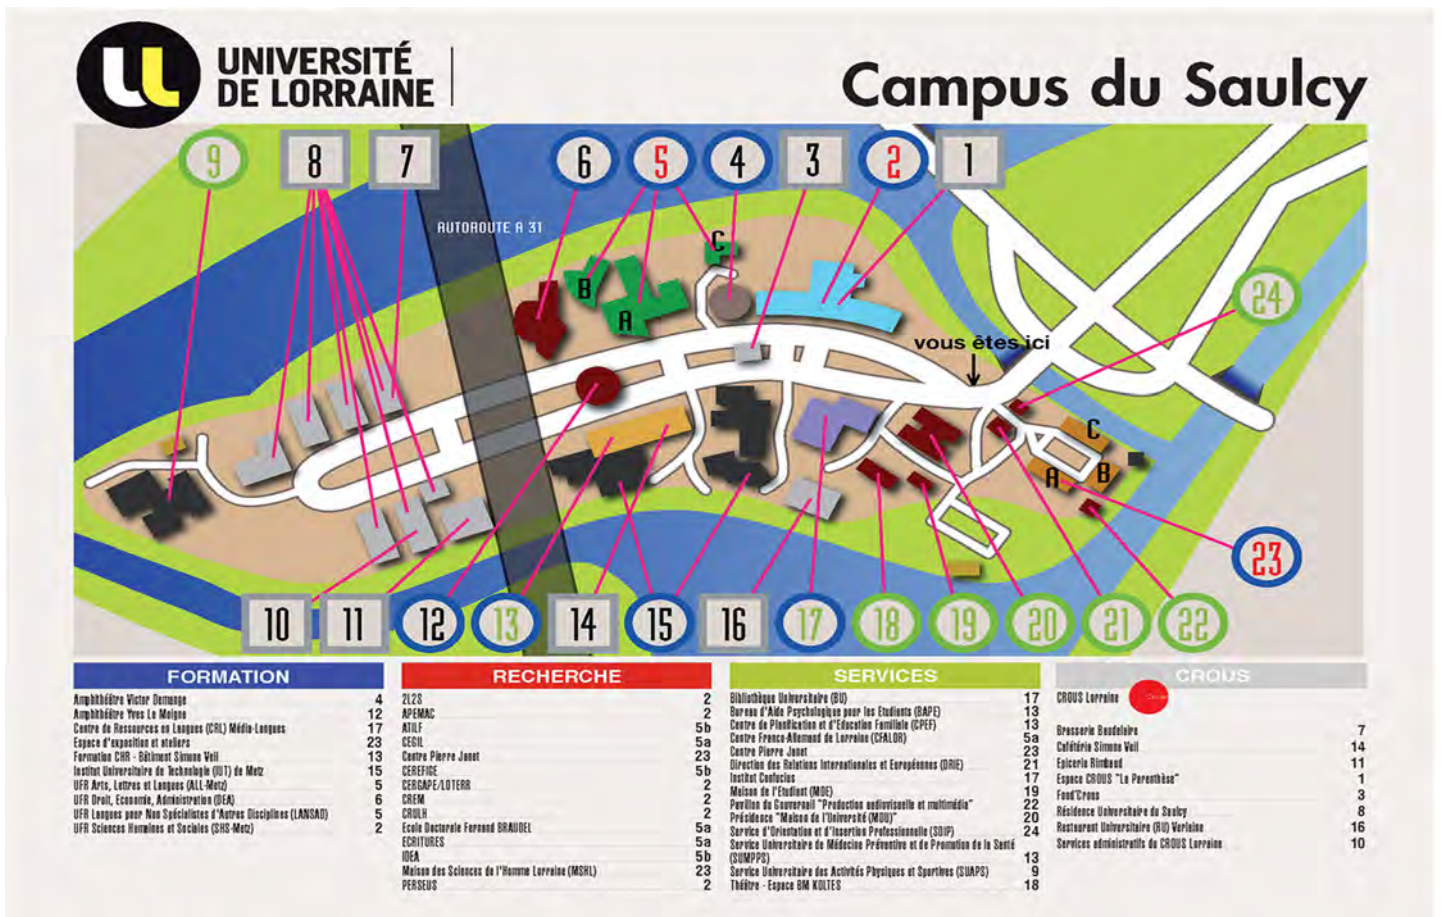 UNIVERSITÉ
DE LORRAINE
Campus du Saulcy
9 8 7 6 5 4 3 2 1
AUTOROUTE A 31
C
B
A
24
vous êtes ici
C
A B
23
10 11 12 13 14 15 16 17 18 19 20 21 22
FORMATION
Amphithéâtre Victor Demange 4
Amphithéâtre Yves Le Moigne 12
Centre de Ressources en Langues (CRL) Média-Langues 17
Espace d'exposition et ateliers 23
Formation CHR - Bâtiment Simone Veil 13
Institut Universitaire de Technologie (IUT) de Metz 15
UFR Arts, Lettres et Langues (ALL-Metz) 5
UFR Droit, Economie, Administration (DEA) 6
UFR Langues pour Non Spécialistes d'Autres Disciplines (LANSAD) 5
UFR Sciences Humaines et Sociales (SHS-Metz) 2
RECHERCHE
2L2S 2
APEMAC 2
ATILF 5b
CEGIL 5a
Centre Pierre Janet 23
CEREFIGE 5b
CERGAPE/LOTERR 2
CREM 2
CRULH 2
Ecole Doctorale Fernand BRAUDEL 5a
ECRITURES 5a
IDEA 5b
Maison des Sciences de l'Homme Lorraine (MSHL) 23
PERSEUS 2
SERVICES
Bibliothèque Universitaire (BU) 17
Bureau d'Aide Psychologique pour les Etudiants (BAPE) 13
Centre de Planification et d'Education Familiale (CPEF) 13
Centre Franco-Allemand de Lorraine (CFALOR) 5a
Centre Pierre Janet 23
Direction des Relations Internationales et Européennes (DRIE) 21
Institut Confucius 17
Maison de l'Etudiant (MDE) 19
Pavillon du Gouverneil "Production audiovisuelle et multimédia" 22
Présidence "Maison de l'Université (MDU)" 20
Service d'Orientation et d'Insertion Professionnelle (SOIP) 24
Service Universitaire de Médecine Préventive et de Promotion de la Santé
(SUMPPS) 13
Service Universitaire des Activités Physiques et Sportives (SUAPS) 9
Théâtre - Espace BM KOLTES 18
CROUS
CROUS Lorraine
Brasserie Baudelaire 7
Cafétéria Simone Veil 14
Epicerie Rimbaud 11
Espace CROUS "La Parenthèse" 1
Food'Crous 3
Résidence Universitaire du Saulcy 8
Restaurant Universitaire (RU) Verlaine 16
Services administratifs du CROUS Lorraine 10